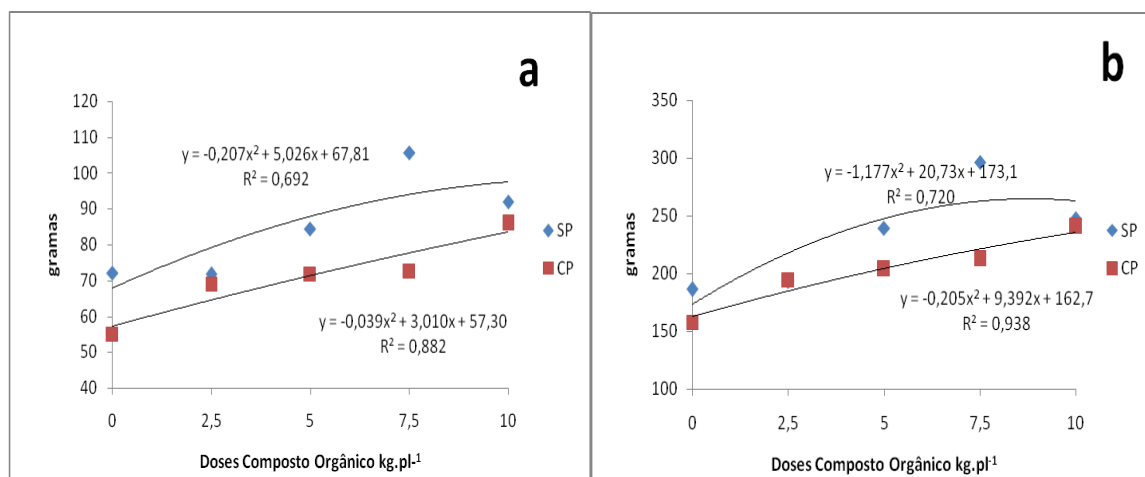 a
120
110
100
90
80
70
60
50
40
gramas
y = -0,207x² + 5,026x + 67,81
R² = 0,692
y = -0,039x² + 3,010x + 57,30
R² = 0,882
SP
CP
0 2,5 5 7,5 10
Doses Composto Orgânico kg.pl-¹
b
350
300
250
200
150
100
gramas
y = -1,177x² + 20,73x + 173,1
R² = 0,720
y = -0,205x² + 9,392x + 162,7
R² = 0,938
SP
CP
0 2,5 5 7,5 10
Doses Composto Orgânico kg.pl⁻¹